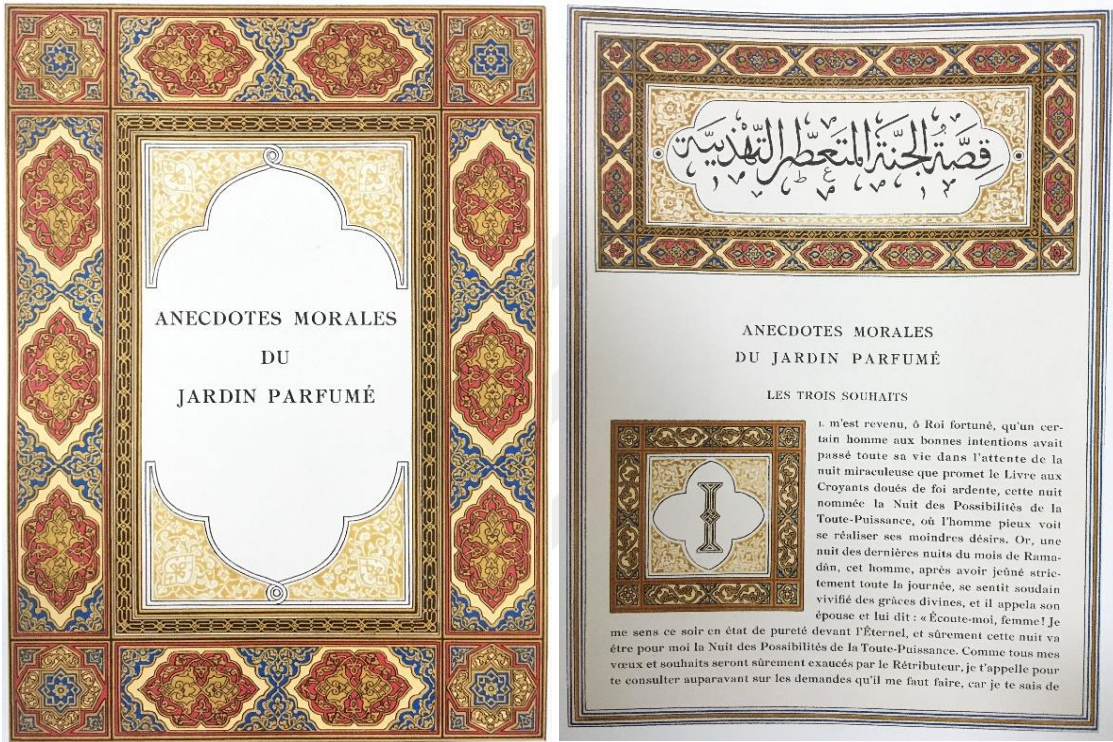 ANECDOTES MORALES
DU
JARDIN PARFUMÉ
قِصَّةُ الجنَّةَ المتعطِّر التَّهْذيبيَّة
ANECDOTES MORALES
DU JARDIN PARFUMÉ
LES TROIS SOUHAITS
I
L m'est revenu, ô Roi fortuné, qu'un cer-
tain homme aux bonnes intentions avait
passé toute sa vie dans l'attente de la
nuit miraculeuse que promet le Livre aux
Croyants doués de foi ardente, cette nuit
nommée la Nuit des Possibilités de la
Toute-Puissance, où l'homme pieux voit
se réaliser ses moindres désirs. Or, une
nuit des dernières nuits du mois de Rama-
dân, cet homme, après avoir jeûné stric-
tement toute la journée, se sentit soudain
vivifié des grâces divines, et il appela son
épouse et lui dit : « Écoute-moi, femme! Je
me sens ce soir en état de pureté devant l'Éternel, et sûrement cette nuit va
être pour moi la Nuit des Possibilités de la Toute-Puissance. Comme tous mes
vœux et souhaits seront sûrement exaucés par le Rétributeur, je t'appelle pour
te consulter auparavant sur les demandes qu'il me faut faire, car je te sais de